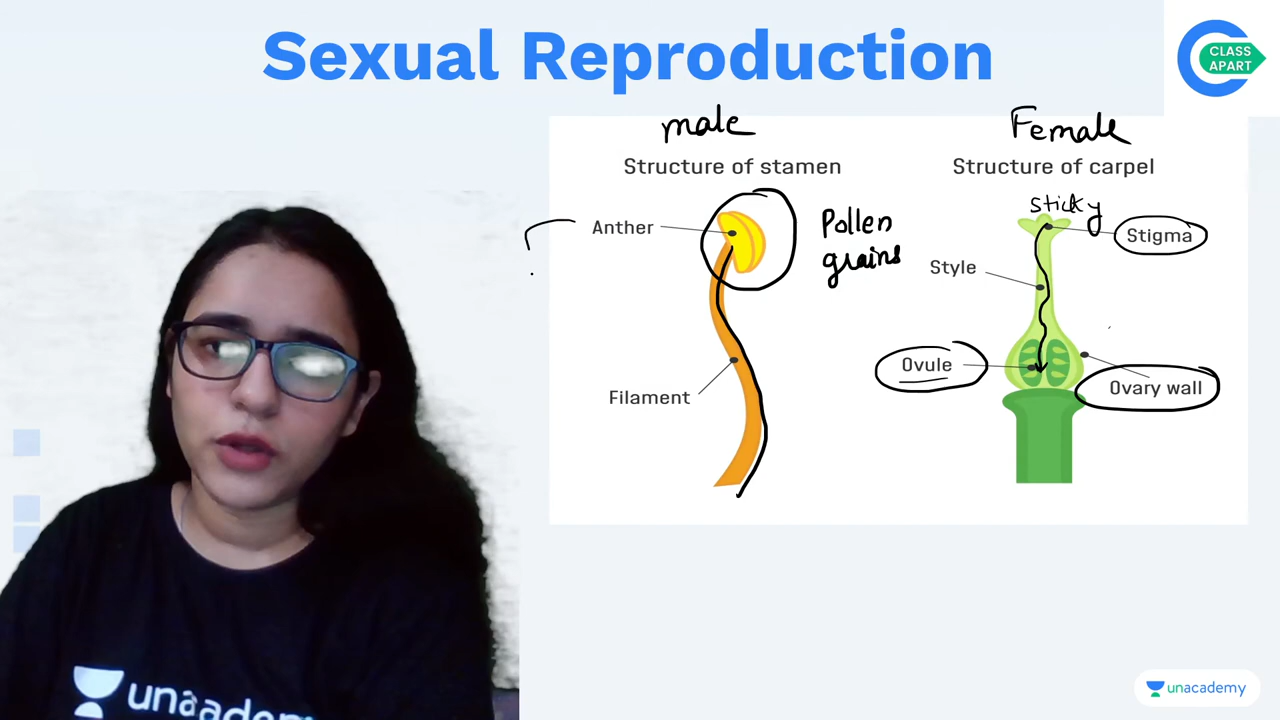 Sexual Reproduction
CLASS
APART
male
Female
Structure of stamen
Structure of carpel
sticky
Anther
Pollen
grains
Stigma
Style
Ovule
Ovary wall
Filament
unacademy
unacademy